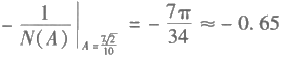 - 1/N(A) |_{A = 7√2/10} = - 7π/34 ≈ - 0. 65